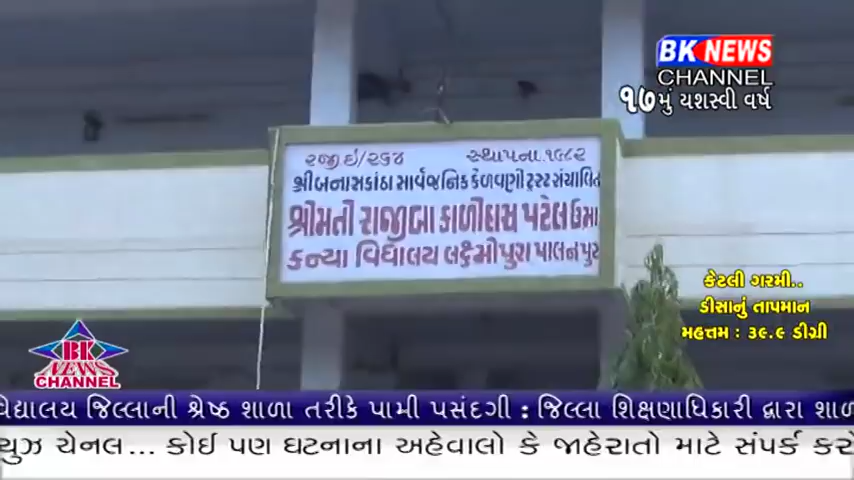 BK NEWS
CHANNEL
૧૭મું યશસ્વી વર્ષ
રજી ઇ/૨૬૪ સ્થાપના.૧૯૮૨
શ્રી બનાસકાંઠા સાર્વજનિક કેળવણી ટ્રસ્ટ સંચાલિત
શ્રીમતી રાજીબા કાળીદાસ પટેલ ઉમા
કન્યા વિદ્યાલય લક્ષ્મીપુરા પાલનપુર
કેટલી ગરમી..
ડીસાનું તાપમાન
મહત્તમ : ૩૯.૯ ડીગ્રી
BK
NEWS
CHANNEL
વિદ્યાલય જિલ્લાની શ્રેષ્ઠ શાળા તરીકે પામી પસંદગી : જિલ્લા શિક્ષણાધિકારી દ્વારા શાળ
યુઝ ચેનલ... કોઈ પણ ઘટનાના અહેવાલો કે જાહેરાતો માટે સંપર્ક કરો